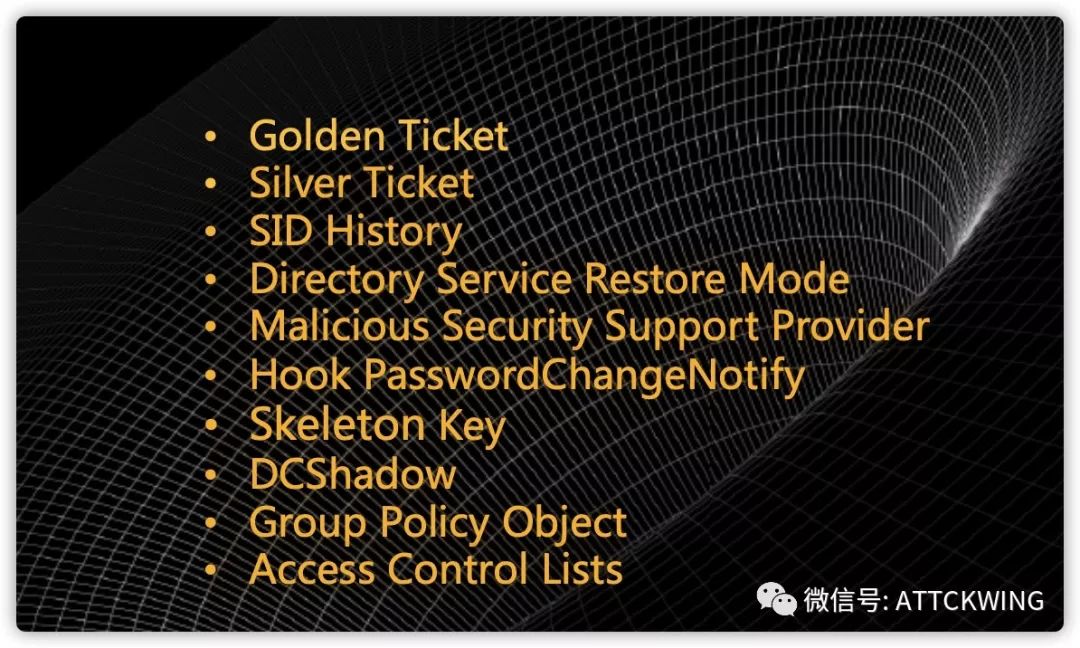 • Golden Ticket
• Silver Ticket
• SID History
• Directory Service Restore Mode
• Malicious Security Support Provider
• Hook PasswordChangeNotify
• Skeleton Key
• DCShadow
• Group Policy Object
• Access Control Lists
微信号: ATTCKWING